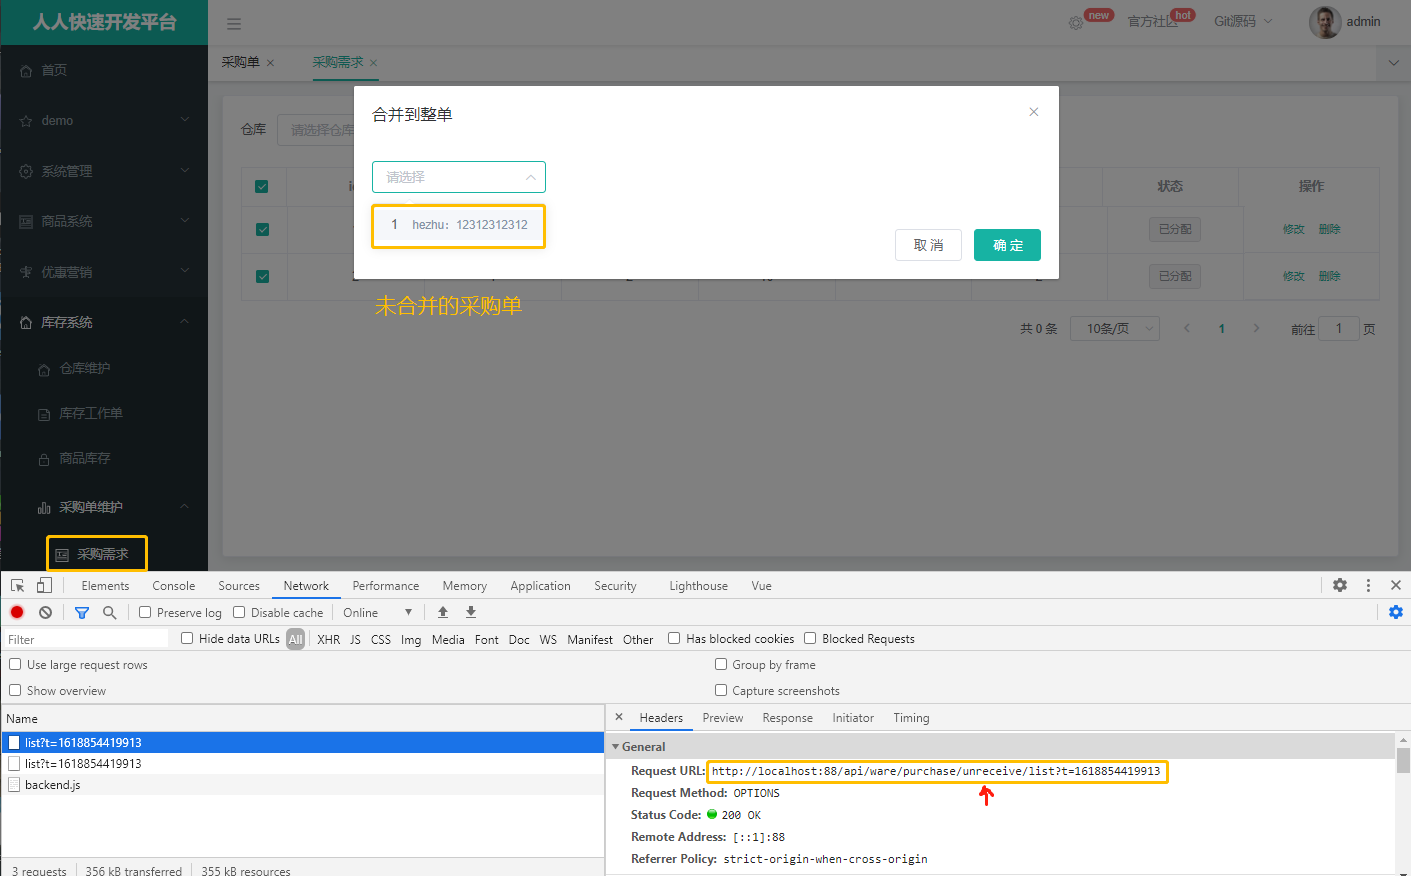 人人快速开发平台
new
官方社区
hot
Git源码
admin
采购单 ×
采购需求 ×
首页
demo
系统管理
商品系统
优惠营销
库存系统
仓库维护
库存工作单
商品库存
采购单维护
采购需求
仓库
请选择仓库
合并到整单
请选择
1 hezhu: 12312312312
取消
确定
未合并的采购单
状态
操作
已分配
修改 删除
已分配
修改 删除
共 0 条
10条/页
1
前往 1 页
Elements Console Sources Network Performance Memory Application Security Lighthouse Vue
Preserve log Disable cache Online
Filter
Hide data URLs All XHR JS CSS Img Media Font Doc WS Manifest Other Has blocked cookies Blocked Requests
Use large request rows
Group by frame
Show overview
Capture screenshots
Name
list?t=1618854419913
list?t=1618854419913
backend.js
3 requests 356 kB transferred 355 kB resources
Headers Preview Response Initiator Timing
General
Request URL: http://localhost:88/api/ware/purchase/unreceive/list?t=1618854419913
Request Method: OPTIONS
Status Code: 200 OK
Remote Address: [::1]:88
Referrer Policy: strict-origin-when-cross-origin